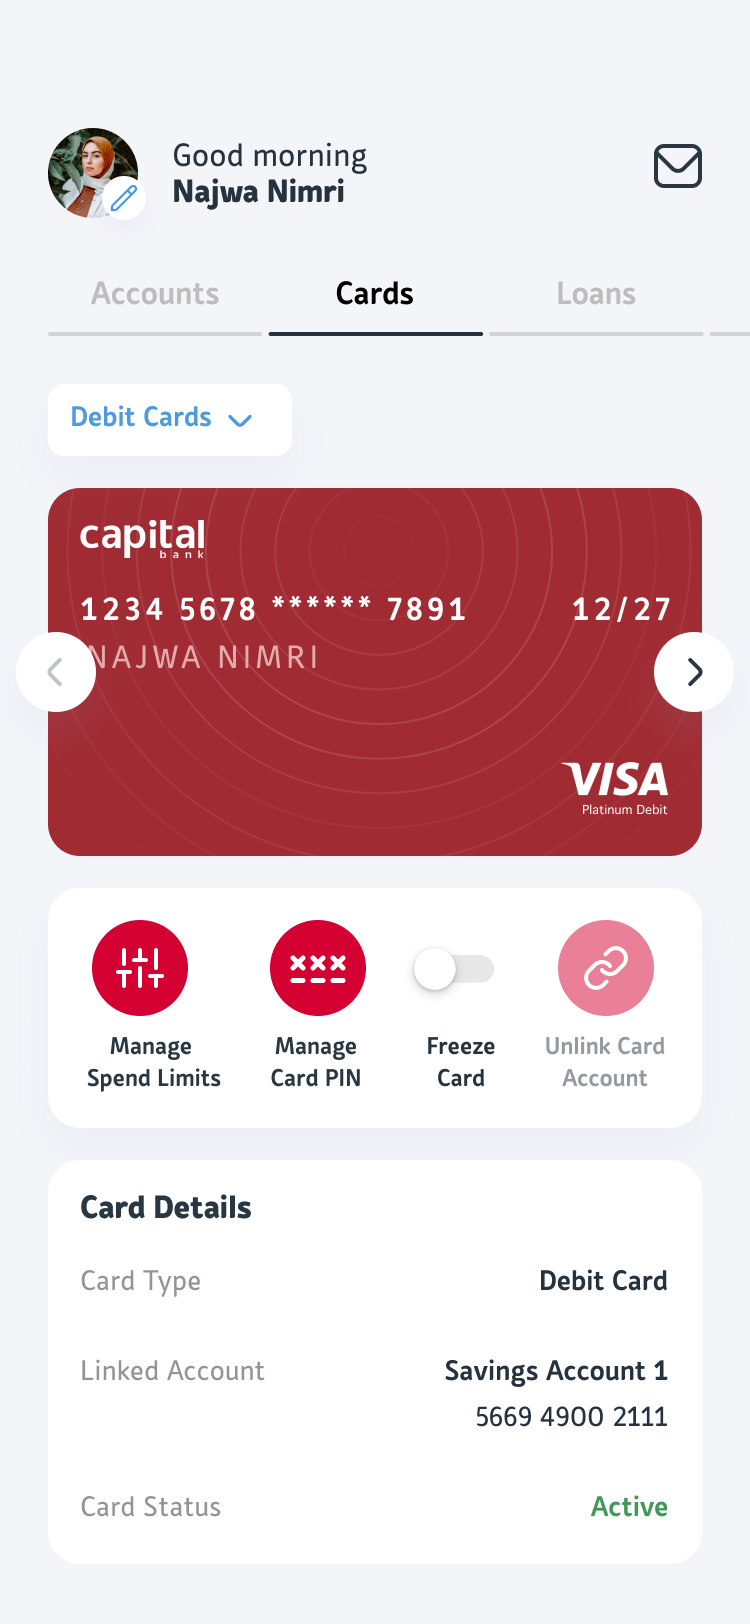 Good morning
Najwa Nimri
Accounts
Cards
Loans
Debit Cards
capital
bank
1234 5678 ****** 7891 12/27
NAJWA NIMRI
VISA
Platinum Debit
Manage
Spend Limits
Manage
Card PIN
Freeze
Card
Unlink Card
Account
Card Details
Card Type Debit Card
Linked Account Savings Account 1
5669 4900 2111
Card Status Active